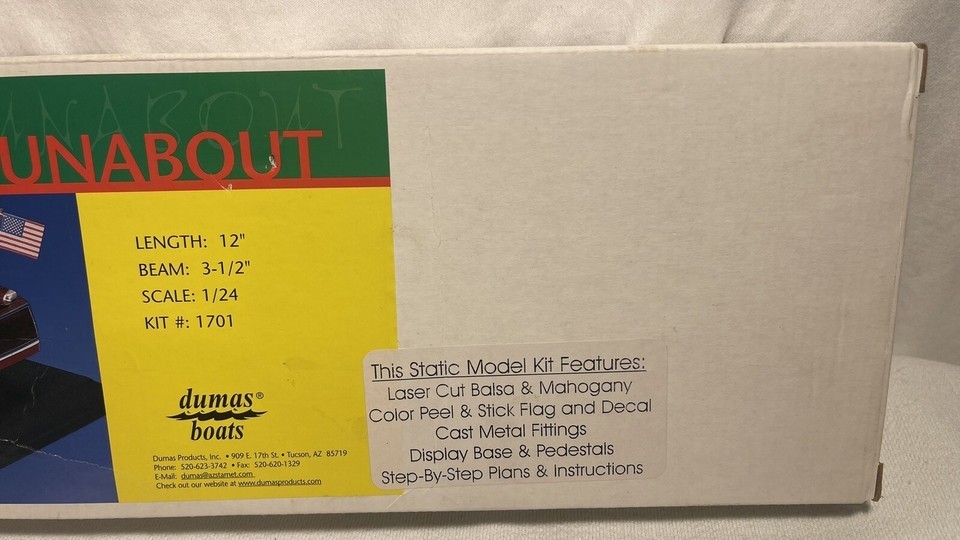 UNABOUT
UNABOUT
LENGTH: 12"
BEAM: 3-1/2"
SCALE: 1/24
KIT #: 1701
dumas®
boats
Dumas Products, Inc. • 909 E. 17th St. • Tucson, AZ 85719
Phone: 520-623-3742 • Fax: 520-620-1329
E-Mail: dumas@azstarnet.com
Check out our website at www.dumasproducts.com
This Static Model Kit Features:
Laser Cut Balsa & Mahogany
Color Peel & Stick Flag and Decal
Cast Metal Fittings
Display Base & Pedestals
Step-By-Step Plans & Instructions